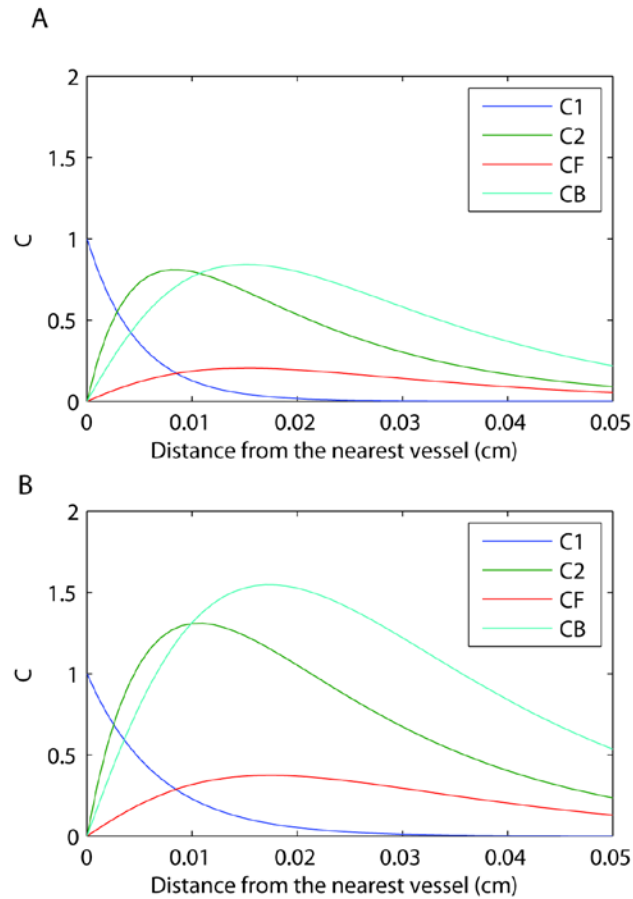 A
2
1.5
1
0.5
0
C
C1
C2
CF
CB
0 0.01 0.02 0.03 0.04 0.05
Distance from the nearest vessel (cm)
B
2
1.5
1
0.5
0
C
C1
C2
CF
CB
0 0.01 0.02 0.03 0.04 0.05
Distance from the nearest vessel (cm)